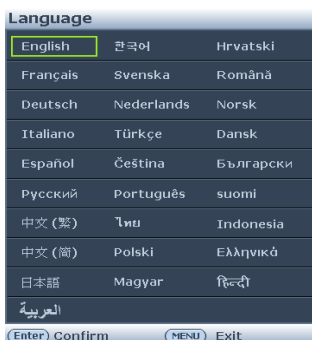 Language
English 한국어 Hrvatski
Français Svenska Română
Deutsch Nederlands Norsk
Italiano Türkçe Dansk
Español Čeština Български
Русский Português suomi
中文 (繁) ไทย Indonesia
中文 (简) Polski Ελληνικά
日本語 Magyar हिन्दी
العربية
Enter Confirm MENU Exit